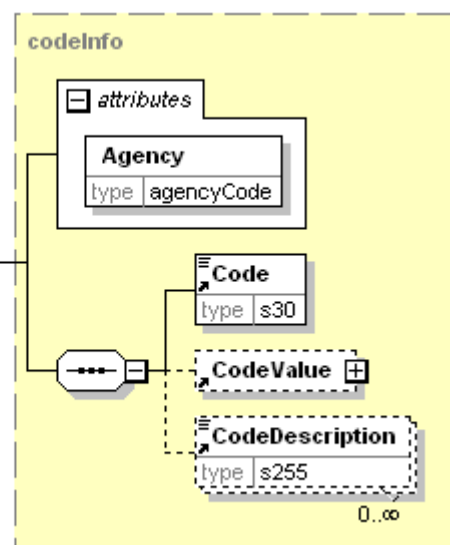 codeInfo
attributes
Agency
type agencyCode
Code
type s30
CodeValue
CodeDescription
type s255
0..∞